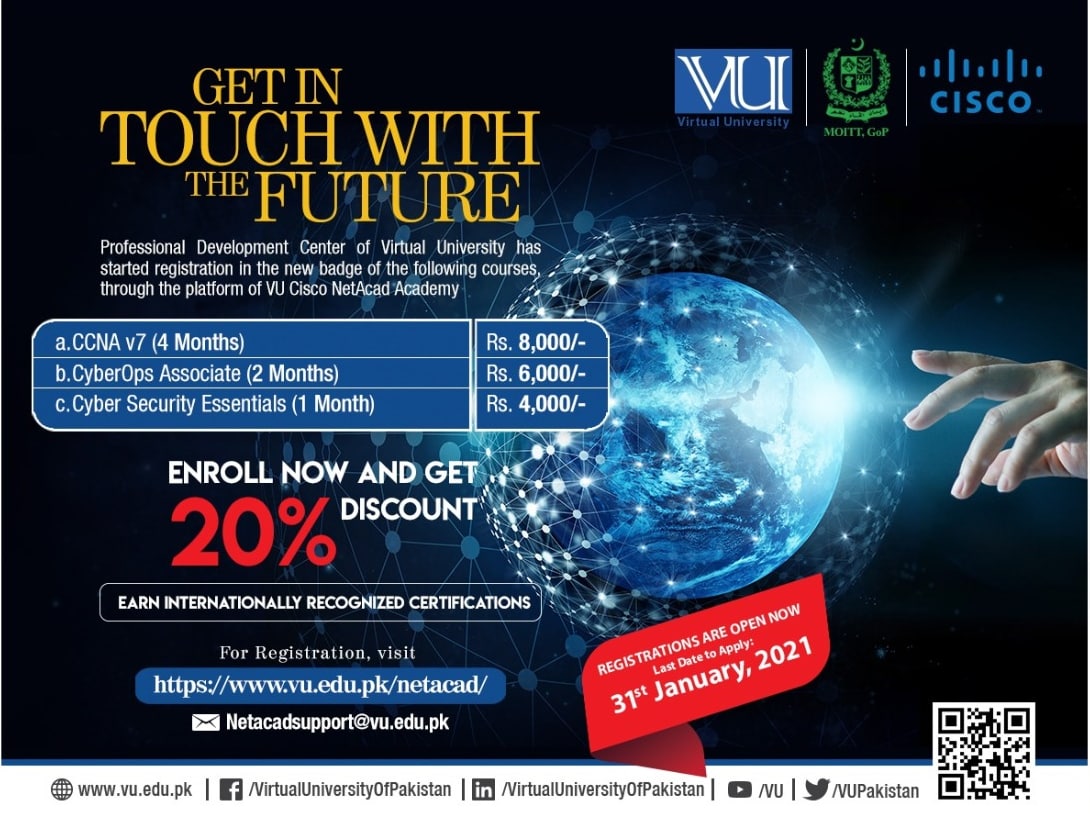 GET IN
TOUCH WITH
THE FUTURE
VU
Virtual University
MOITT, GoP
CISCO
Professional Development Center of Virtual University has
started registration in the new badge of the following courses,
through the platform of VU Cisco NetAcad Academy
a. CCNA v7 (4 Months) Rs. 8,000/-
b. CyberOps Associate (2 Months) Rs. 6,000/-
c. Cyber Security Essentials (1 Month) Rs. 4,000/-
ENROLL NOW AND GET
20% DISCOUNT
EARN INTERNATIONALLY RECOGNIZED CERTIFICATIONS
For Registration, visit
https://www.vu.edu.pk/netacad/
Netacadsupport@vu.edu.pk
REGISTRATIONS ARE OPEN NOW
Last Date to Apply:
31st January, 2021
www.vu.edu.pk | /VirtualUniversityOfPakistan | /VirtualUniversityOfPakistan | /VU | /VUPakistan